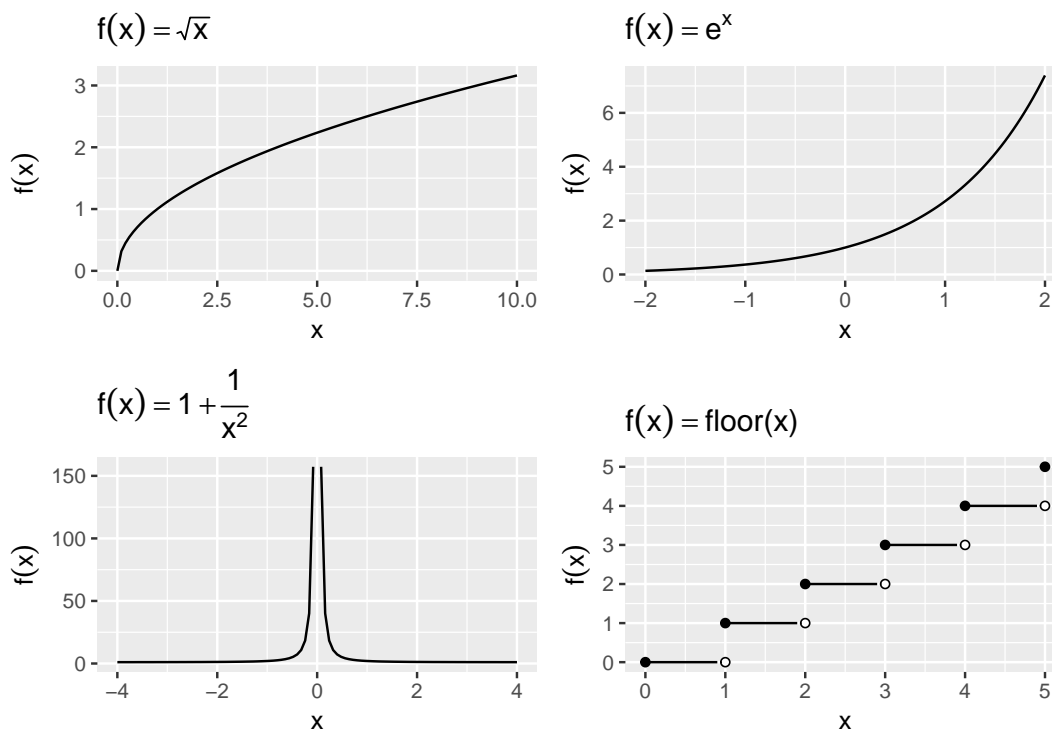 f(x) = √x
f(x)
3
2
1
0
0.0 2.5 5.0 7.5 10.0
x
f(x) = eˣ
f(x)
6
4
2
0
−2 −1 0 1 2
x
f(x) = 1 + 1/x²
f(x)
150
100
50
0
−4 −2 0 2 4
x
f(x) = floor(x)
f(x)
5
4
3
2
1
0
0 1 2 3 4 5
x